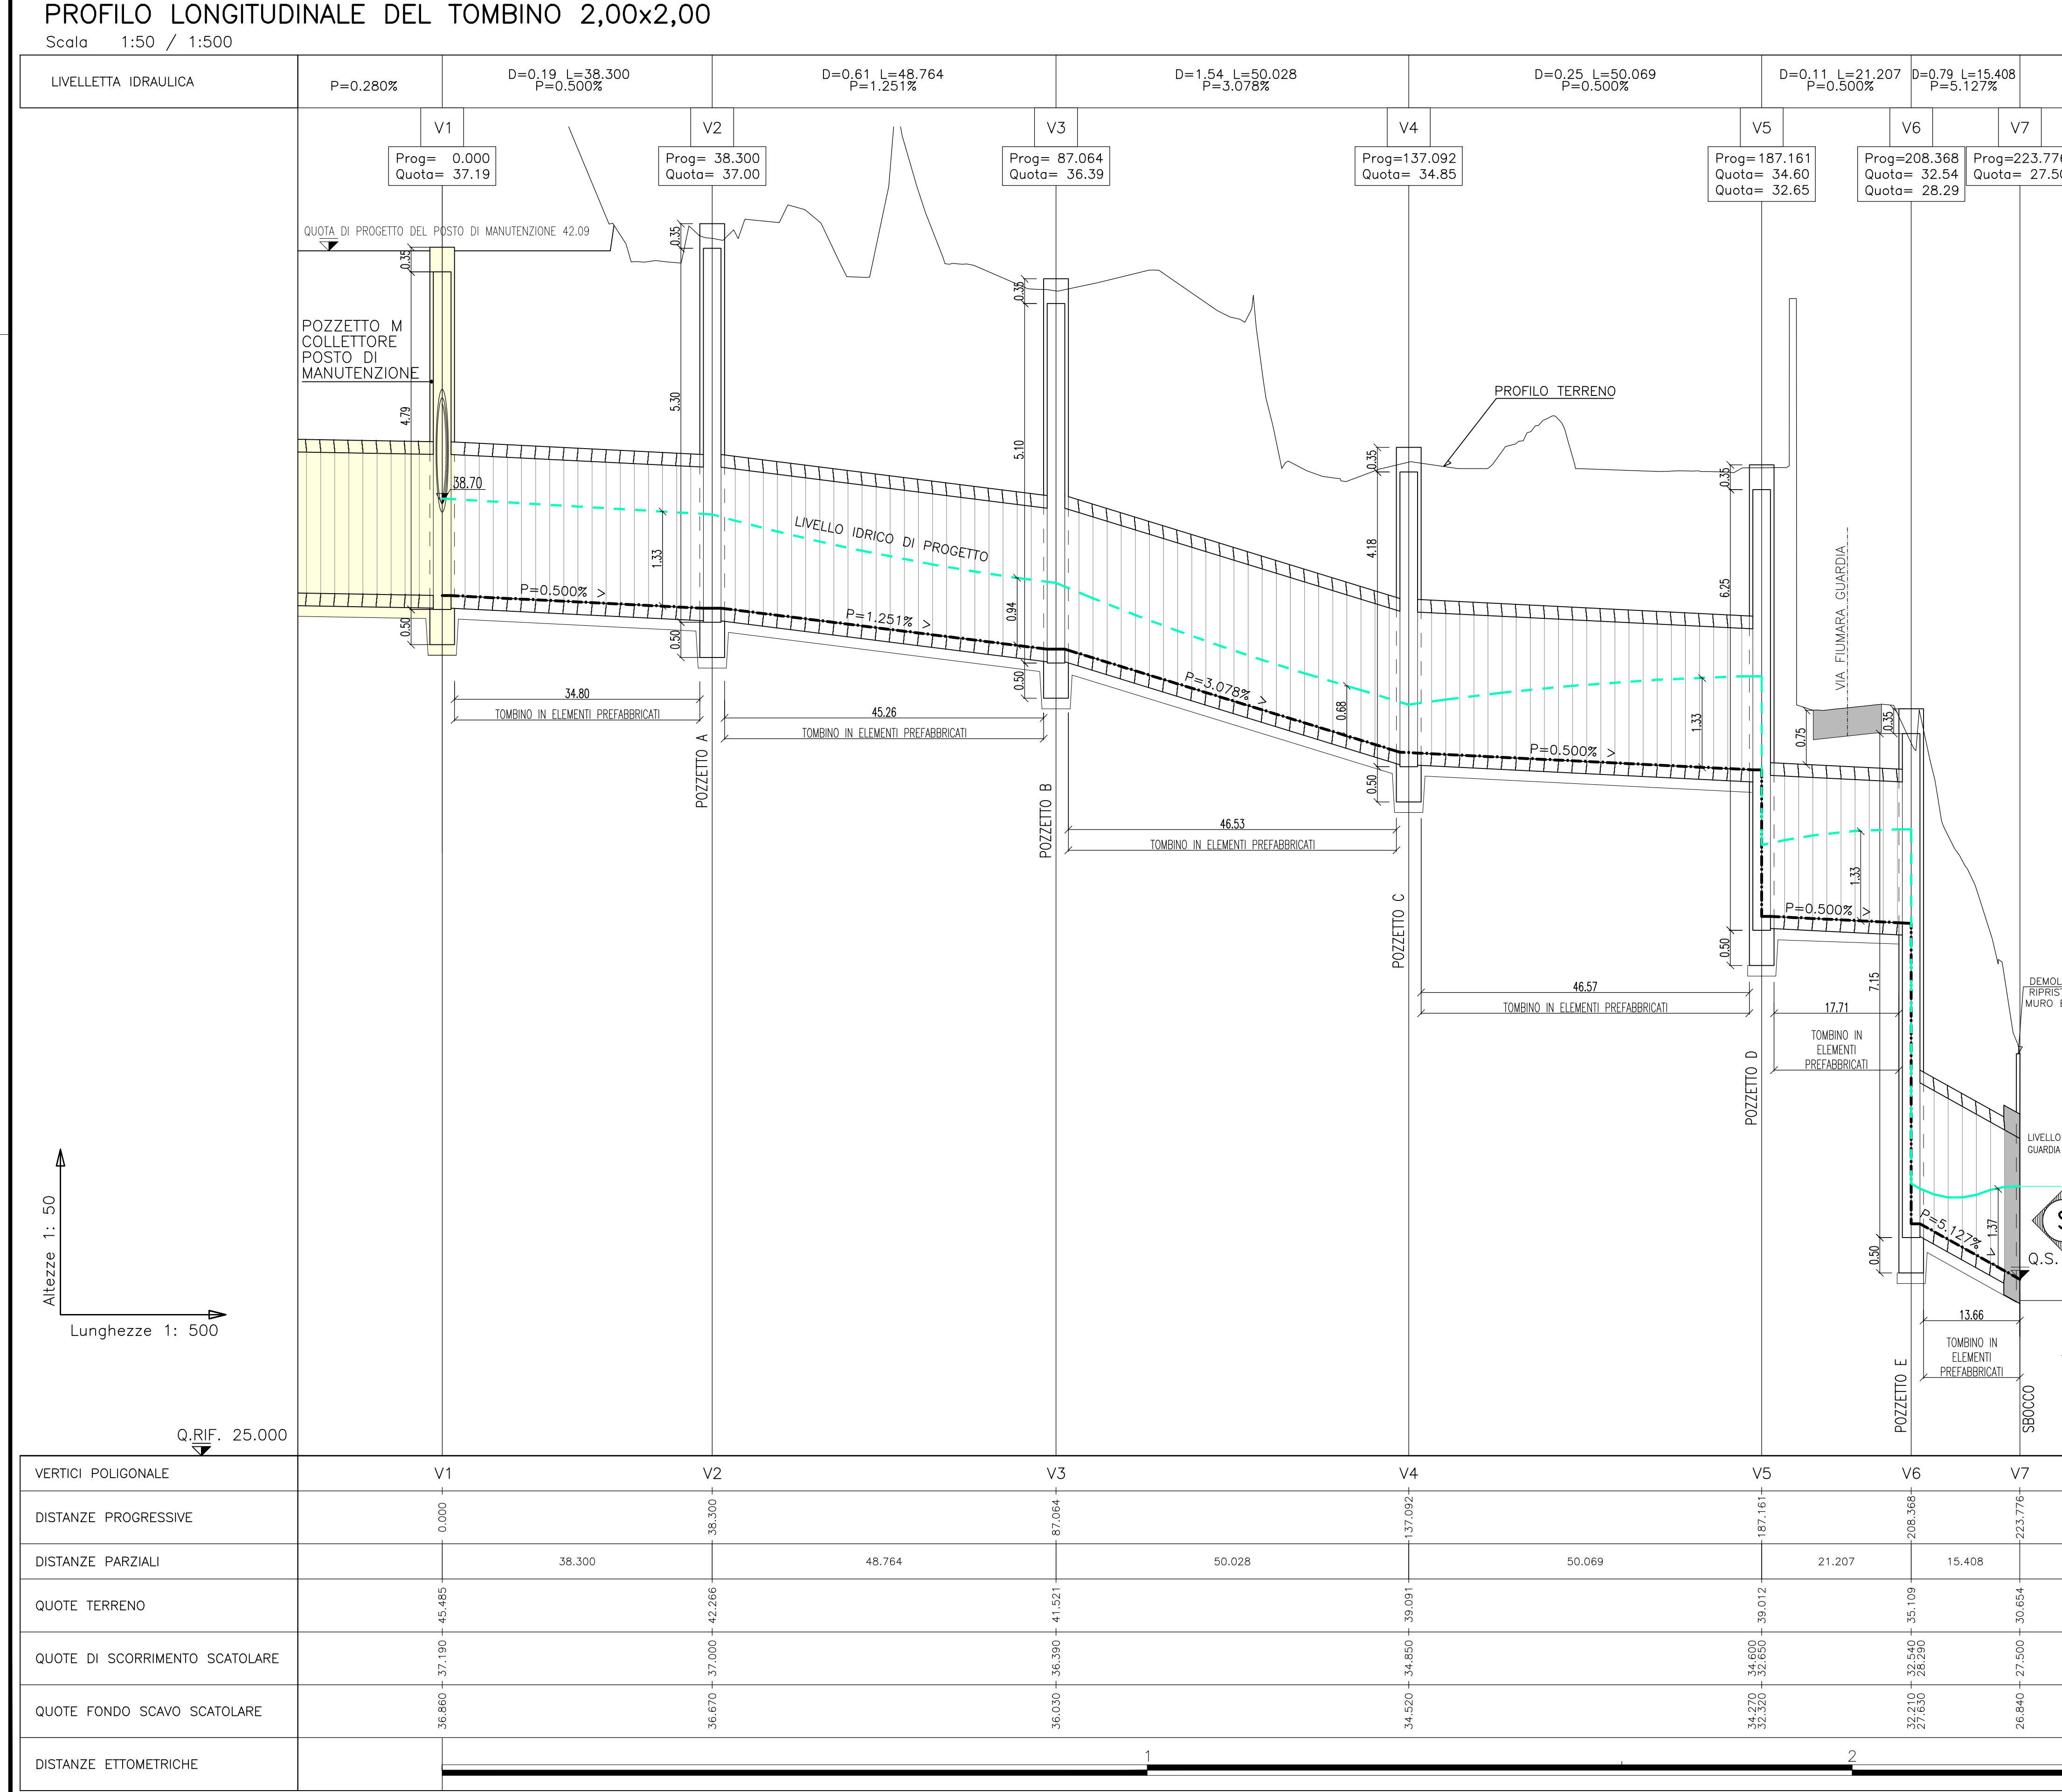 PROFILO LONGITUDINALE DEL TOMBINO 2,00x2,00
Scala 1:50 / 1:500
LIVELLETTA IDRAULICA
P=0.280%
D=0.19 L=38.300
P=0.500%
D=0.61 L=48.764
P=1.251%
D=1.54 L=50.028
P=3.078%
D=0.25 L=50.069
P=0.500%
D=0.11 L=21.207
P=0.500%
D=0.79 L=15.408
P=5.127%
V1
V2
V3
V4
V5
V6
V7
Prog= 0.000
Quota= 37.19
Prog= 38.300
Quota= 37.00
Prog= 87.064
Quota= 36.39
Prog=137.092
Quota= 34.85
Prog=187.161
Quota= 34.60
Quota= 32.65
Prog=208.368
Quota= 32.54
Quota= 28.29
Prog=223.776
Quota= 27.50
QUOTA DI PROGETTO DEL POSTO DI MANUTENZIONE 42.09
0.35
0.35
0.35
0.35
0.35
0.35
POZZETTO M
COLLETTORE
POSTO DI
MANUTENZIONE
4.79
5.30
5.10
4.18
6.25
7.15
PROFILO TERRENO
38.70
LIVELLO IDRICO DI PROGETTO
1.33
0.94
0.68
1.33
1.33
1.37
0.75
VIA FIUMARA GUARDIA
P=0.500% >
P=1.251% >
P=3.078% >
P=0.500% >
P=0.500% >
P=5.127% >
0.50
0.50
0.50
0.50
0.50
0.50
34.80
TOMBINO IN ELEMENTI PREFABBRICATI
45.26
TOMBINO IN ELEMENTI PREFABBRICATI
46.53
TOMBINO IN ELEMENTI PREFABBRICATI
46.57
TOMBINO IN ELEMENTI PREFABBRICATI
17.71
TOMBINO IN
ELEMENTI
PREFABBRICATI
13.66
TOMBINO IN
ELEMENTI
PREFABBRICATI
POZZETTO A
POZZETTO B
POZZETTO C
POZZETTO D
POZZETTO E
SBOCCO
DEMOL
RIPRIS
MURO
LIVELLO
GUARDIA
Q.S.
Altezze 1: 50
Lunghezze 1: 500
Q.RIF. 25.000
VERTICI POLIGONALE
V1 V2 V3 V4 V5 V6 V7
DISTANZE PROGRESSIVE
0.000 38.300 87.064 137.092 187.161 208.368 223.776
DISTANZE PARZIALI
38.300 48.764 50.028 50.069 21.207 15.408
QUOTE TERRENO
45.485 42.266 41.521 39.091 39.012 35.109 30.654
QUOTE DI SCORRIMENTO SCATOLARE
37.190 37.000 36.390 34.850 34.600 32.650 32.540 28.290 27.500
QUOTE FONDO SCAVO SCATOLARE
36.860 36.670 36.030 34.520 34.270 32.320 32.210 27.630 26.840
DISTANZE ETTOMETRICHE
1 2